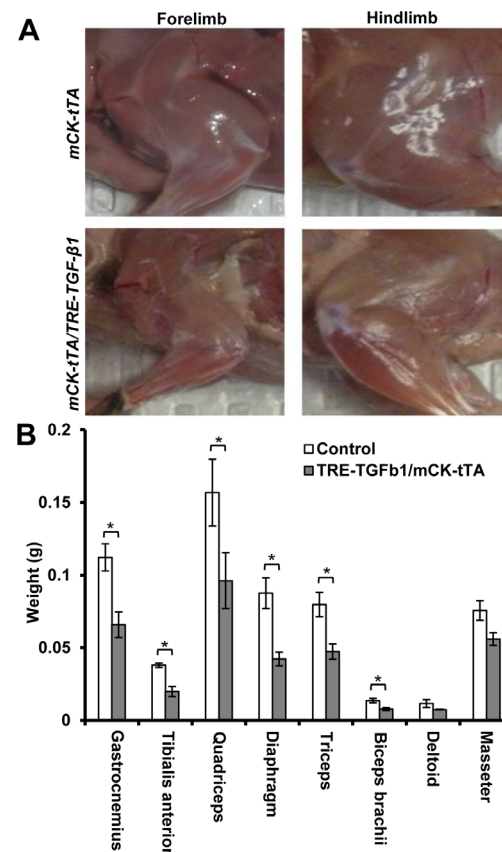 A
Forelimb
Hindlimb
mCK-tTA
mCK-tTA/TRE-TGF-β1
B
Control
TRE-TGFb1/mCK-tTA
Weight (g)
0.2
0.15
0.1
0.05
0
*
*
*
*
*
*
Gastrocnemius
Tibialis anterior
Quadriceps
Diaphragm
Triceps
Biceps brachii
Deltoid
Masseter